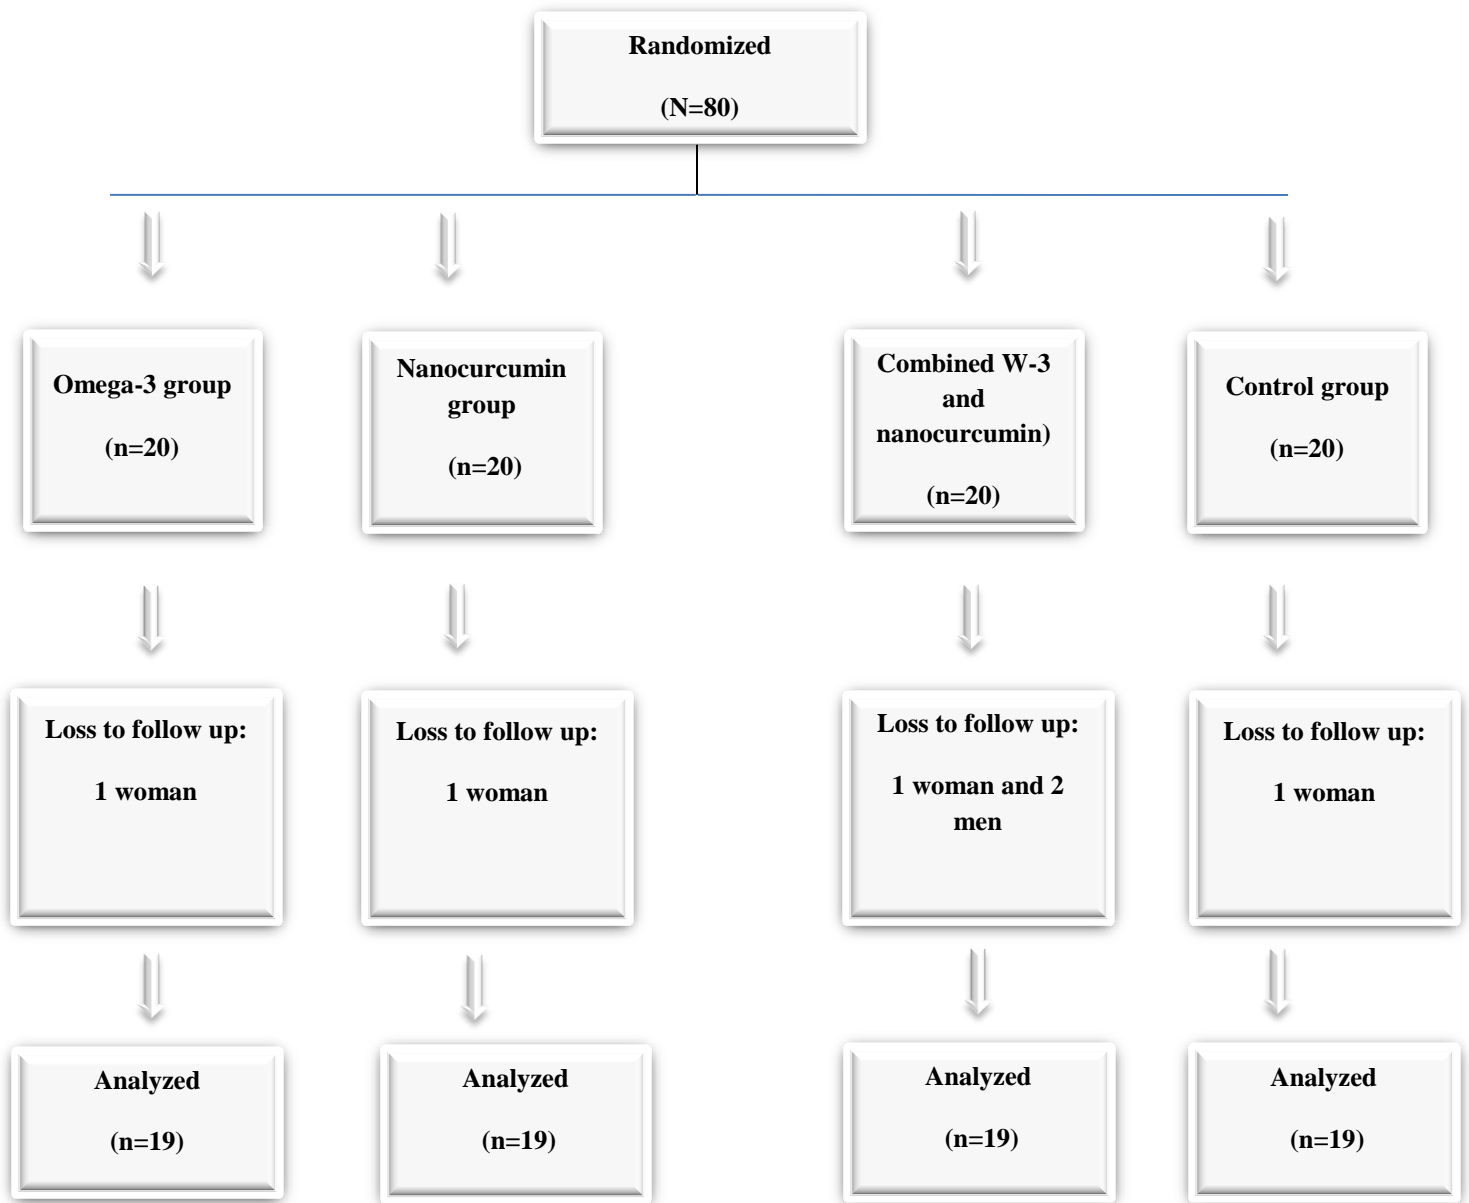 Randomized
(N=80)
Omega-3 group
(n=20)
Nanocurcumin
group
(n=20)
Combined W-3
and
nanocurcumin)
(n=20)
Control group
(n=20)
Loss to follow up:
1 woman
Loss to follow up:
1 woman
Loss to follow up:
1 woman and 2
men
Loss to follow up:
1 woman
Analyzed
(n=19)
Analyzed
(n=19)
Analyzed
(n=19)
Analyzed
(n=19)